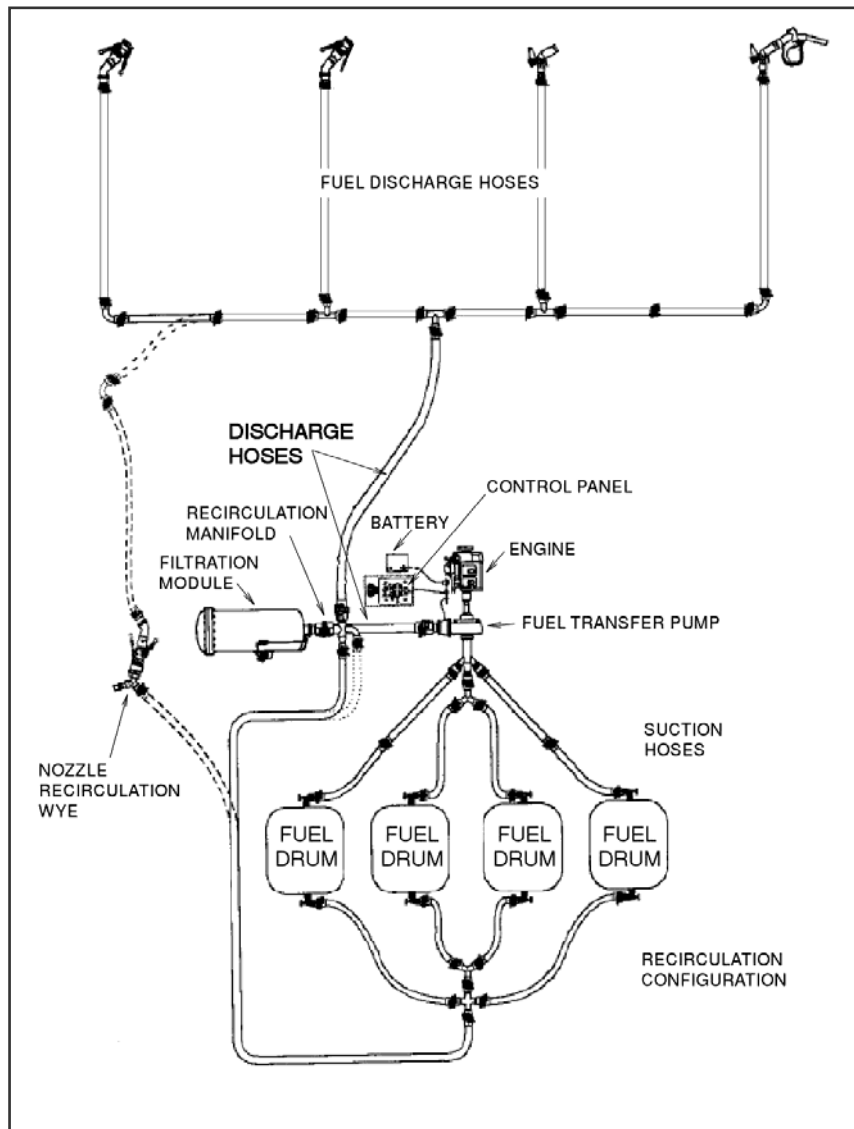 FUEL DISCHARGE HOSES
DISCHARGE
HOSES
CONTROL PANEL
RECIRCULATION
MANIFOLD
BATTERY
ENGINE
FILTRATION
MODULE
FUEL TRANSFER PUMP
SUCTION
HOSES
NOZZLE
RECIRCULATION
WYE
FUEL
DRUM
FUEL
DRUM
FUEL
DRUM
FUEL
DRUM
RECIRCULATION
CONFIGURATION